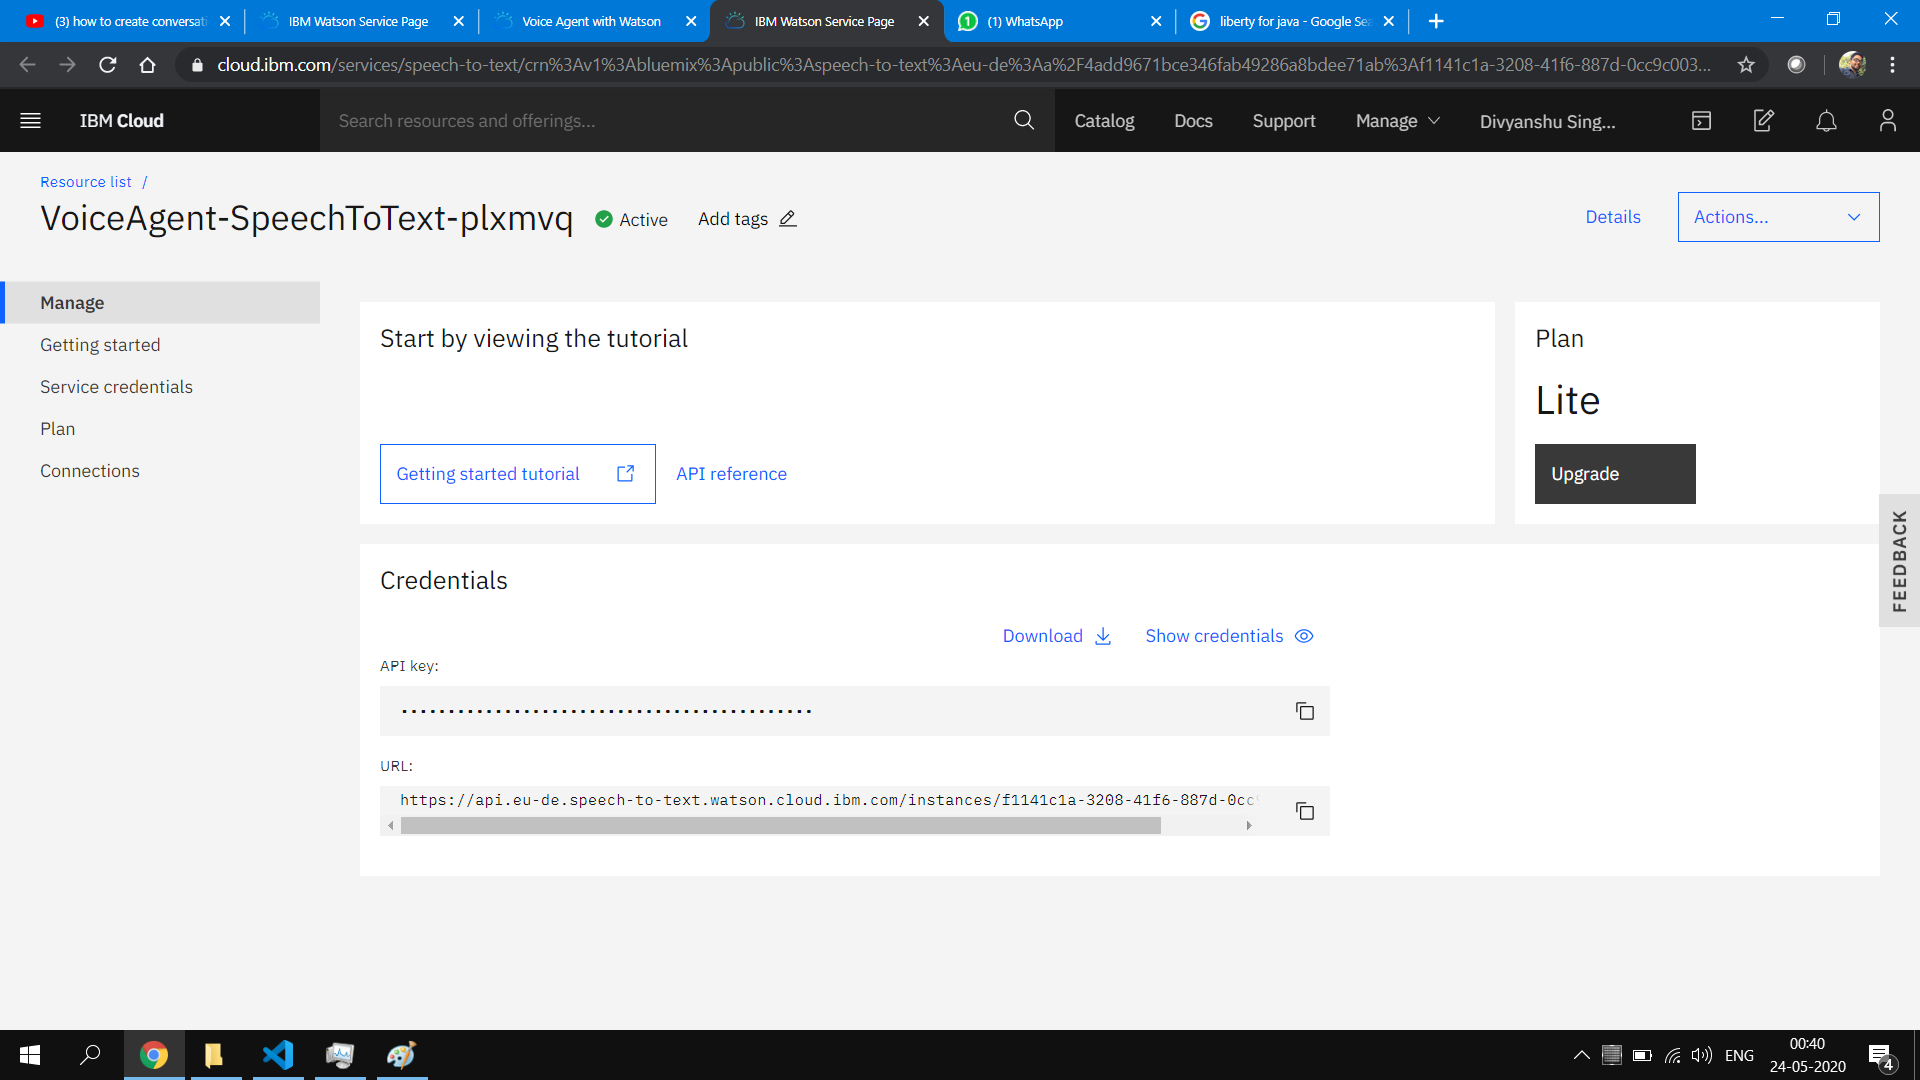 (3) how to create conversati
IBM Watson Service Page
Voice Agent with Watson
IBM Watson Service Page
(1) WhatsApp
liberty for java - Google Sea
cloud.ibm.com/services/speech-to-text/crn%3Av1%3Abluemix%3Apublic%3Aspeech-to-text%3Aeu-de%3Aa%2F4add9671bce346fab49286a8bdee71ab%3Af1141c1a-3208-41f6-887d-0cc9c003...
IBM Cloud
Search resources and offerings...
Catalog
Docs
Support
Manage
Divyanshu Sing...
Resource list /
VoiceAgent-SpeechToText-plxmvq
Active
Add tags
Details
Actions...
Manage
Getting started
Service credentials
Plan
Connections
Start by viewing the tutorial
Getting started tutorial
API reference
Plan
Lite
Upgrade
FEEDBACK
Credentials
Download
Show credentials
API key:
URL:
https://api.eu-de.speech-to-text.watson.cloud.ibm.com/instances/f1141c1a-3208-41f6-887d-0cc9
ENG
00:40
24-05-2020
4